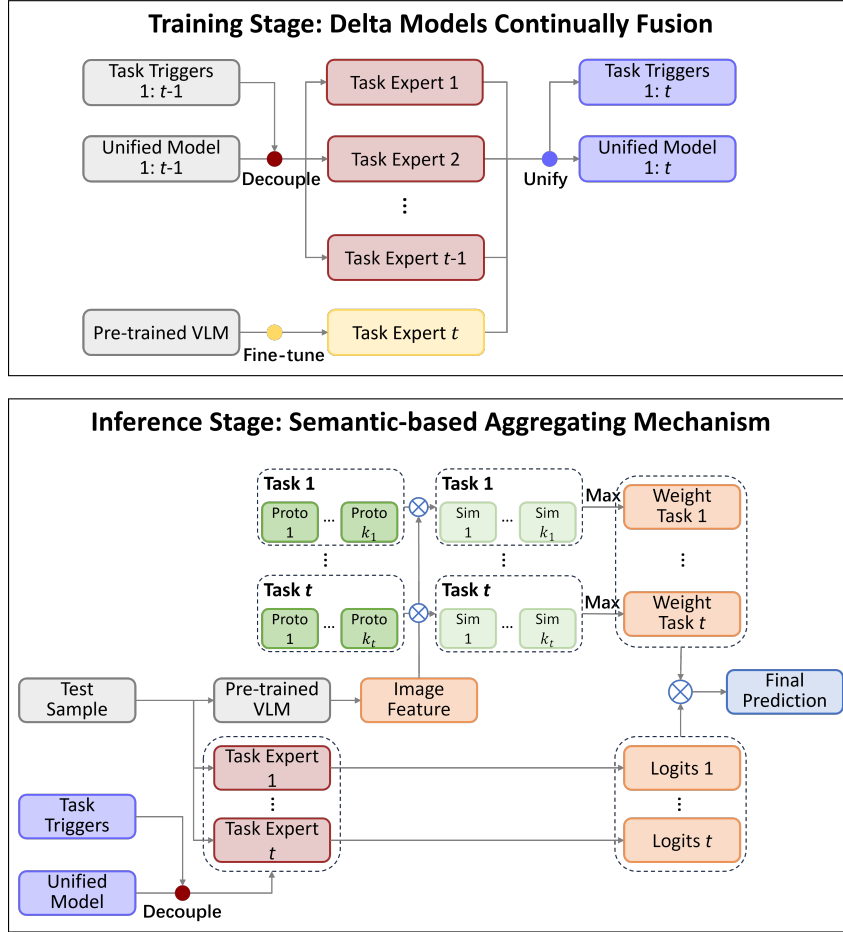 Training Stage: Delta Models Continually Fusion
Task Triggers
1: t-1
Task Expert 1
Task Triggers
1: t
Unified Model
1: t-1
Decouple
Task Expert 2
Unify
Unified Model
1: t
⋮
Task Expert t-1
Pre-trained VLM
Fine-tune
Task Expert t
Inference Stage: Semantic-based Aggregating Mechanism
Task 1
Proto
1
...
Proto
k₁
Task 1
Sim
1
...
Sim
k₁
Max
Weight
Task 1
⋮
⋮
⋮
Task t
Proto
1
...
Proto
kₜ
Task t
Sim
1
...
Sim
kₜ
Max
Weight
Task t
Test
Sample
Pre-trained
VLM
Image
Feature
Final
Prediction
Task Expert
1
⋮
Task Expert
t
Logits 1
⋮
Logits t
Task
Triggers
Unified
Model
Decouple